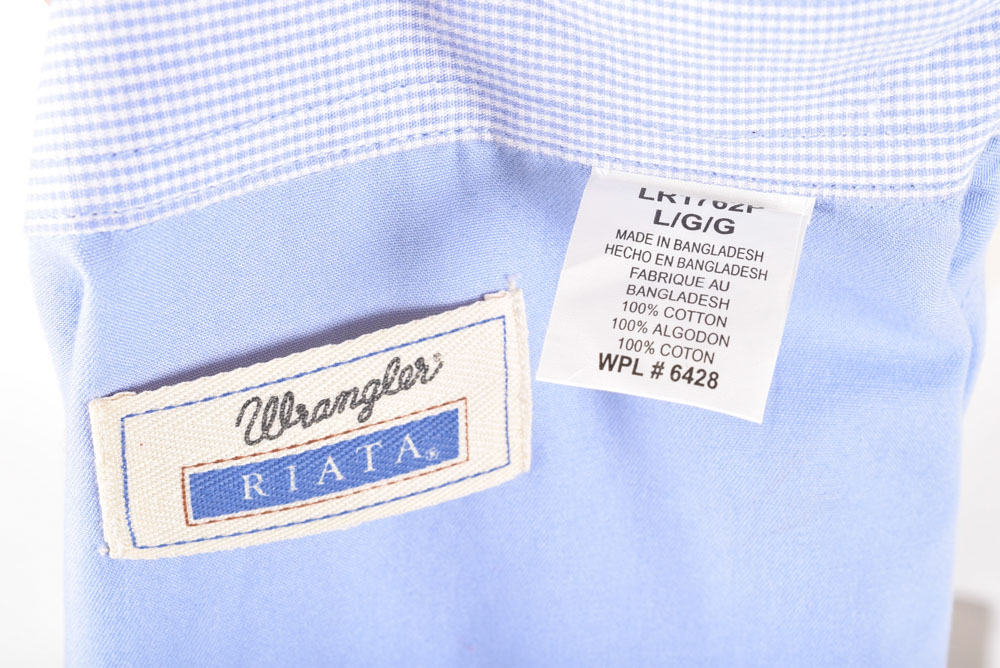 Wrangler®
RIATA®
LR1762P
L/G/G
MADE IN BANGLADESH
HECHO EN BANGLADESH
FABRIQUE AU
BANGLADESH
100% COTTON
100% ALGODON
100% COTON
WPL # 6428